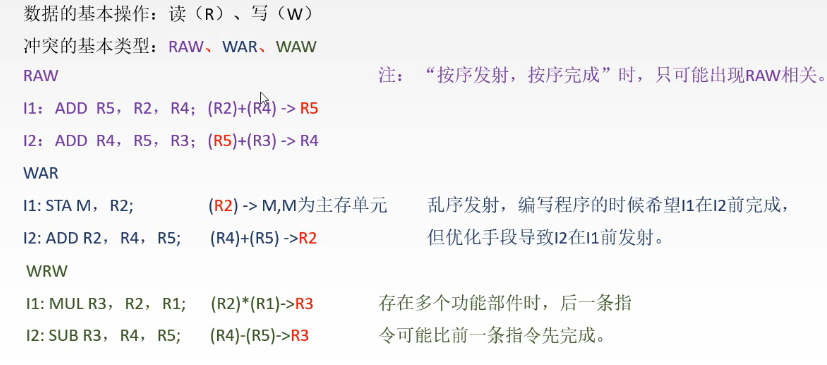 数据的基本操作：读（R）、写（W）
冲突的基本类型：RAW、WAR、WAW
RAW 注：“按序发射，按序完成”时，只可能出现RAW相关。
I1：ADD R5，R2，R4；(R2)+(R4) -> R5
I2：ADD R4，R5，R3；(R5)+(R3) -> R4
WAR
I1: STA M，R2; (R2) -> M,M为主存单元 乱序发射，编写程序的时候希望I1在I2前完成，
I2: ADD R2，R4，R5; (R4)+(R5) ->R2 但优化手段导致I2在I1前发射。
WRW
I1: MUL R3，R2，R1; (R2)*(R1)->R3 存在多个功能部件时，后一条指
I2: SUB R3，R4，R5; (R4)-(R5)->R3 令可能比前一条指令先完成。